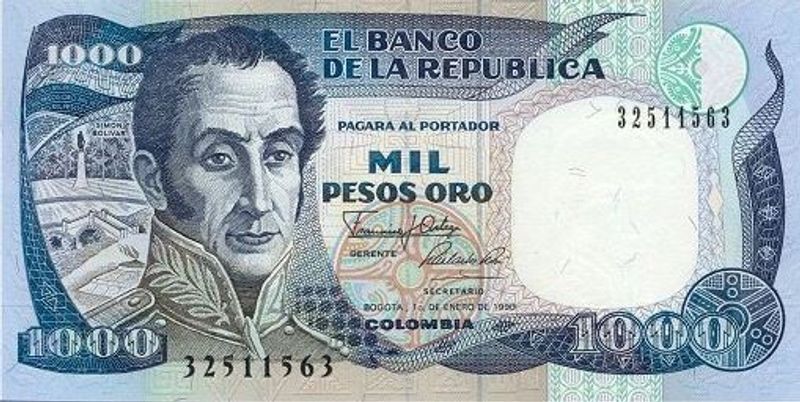 1000
EL BANCO
DE LA REPUBLICA
32511563
SIMON
BOLIVAR
PAGARA AL PORTADOR
MIL
PESOS ORO
GERENTE
SECRETARIO
BOGOTA, 1o. DE ENERO DE 1990
COLOMBIA
1000
1000
32511563